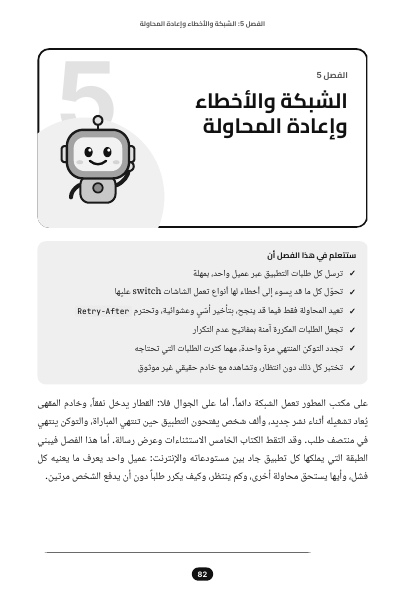 الفصل 5: الشبكة والأخطاء وإعادة المحاولة
5
الفصل 5
الشبكة والأخطاء
وإعادة المحاولة
ستتعلم في هذا الفصل أن
✓ ترسل كل طلبات التطبيق عبر عميل واحد، بمهلة
✓ تحوّل كل ما قد يسوء إلى أخطاء لها أنواع تعمل الشاشات switch عليها
✓ تعيد المحاولة فقط فيما قد ينجح، بتأخير أسّي وعشوائية، وتحترم Retry-After
✓ تجعل الطلبات المكررة آمنة بمفاتيح عدم التكرار
✓ تجدد التوكن المنتهي مرة واحدة، مهما كثرت الطلبات التي تحتاجه
✓ تختبر كل ذلك دون انتظار، وتشاهده مع خادم حقيقي غير موثوق
على مكتب المطور تعمل الشبكة دائماً. أما على الجوال فلا: القطار يدخل نفقاً، وخادم المقهى
يُعاد تشغيله أثناء نشر جديد، وألف شخص يفتحون التطبيق حين تنتهي المباراة، والتوكن ينتهي
في منتصف طلب. وقد التقط الكتاب الخامس الاستثناءات وعرض رسالة. أما هذا الفصل فيبني
الطبقة التي يملكها كل تطبيق جاد بين مستودعاته والإنترنت: عميل واحد يعرف ما يعنيه كل
فشل، وأيها يستحق محاولة أخرى، وكم ينتظر، وكيف يكرر طلباً دون أن يدفع الشخص مرتين.
82